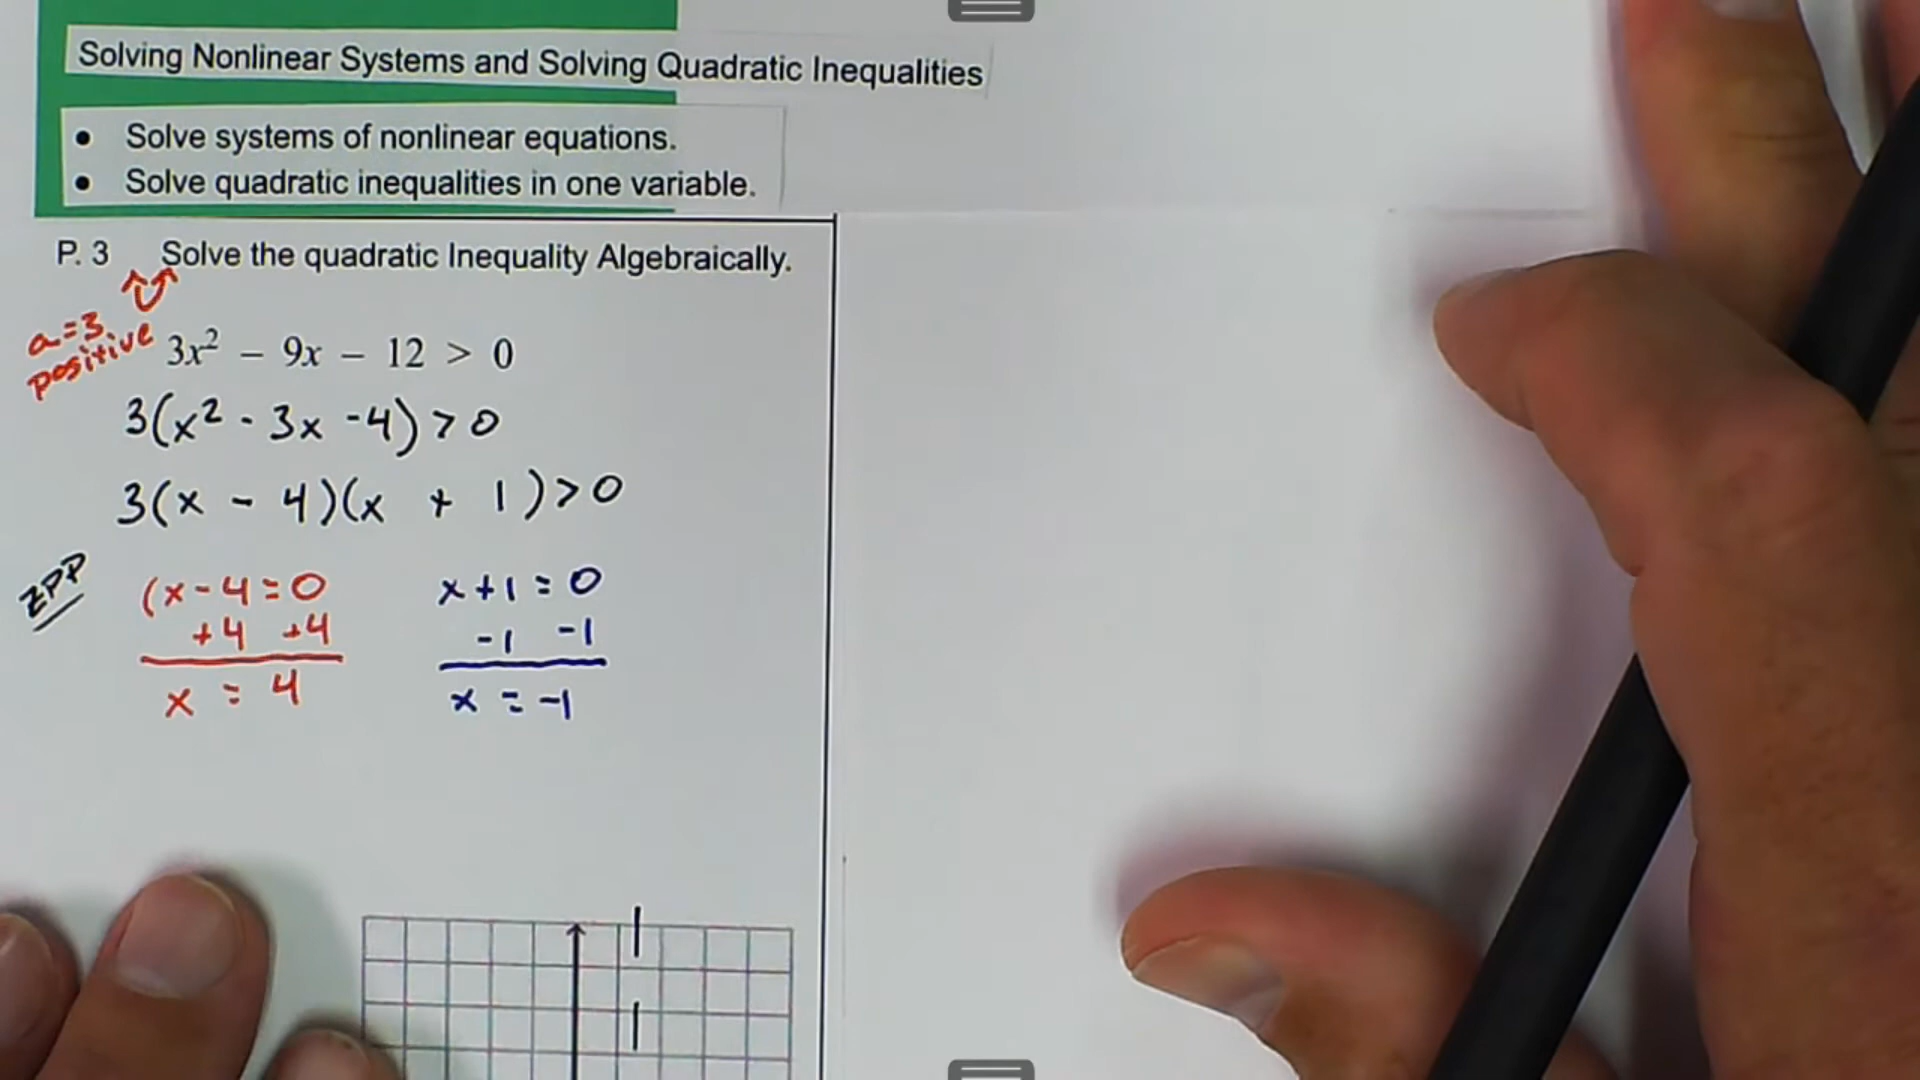 Solving Nonlinear Systems and Solving Quadratic Inequalities
• Solve systems of nonlinear equations.
• Solve quadratic inequalities in one variable.
P. 3 Solve the quadratic Inequality Algebraically.
a=3
positive
3x² – 9x – 12 > 0
3(x² - 3x - 4) > 0
3(x - 4)(x + 1) > 0
ZPP
(x - 4 = 0
+4 +4
x = 4
x + 1 = 0
-1 -1
x = -1